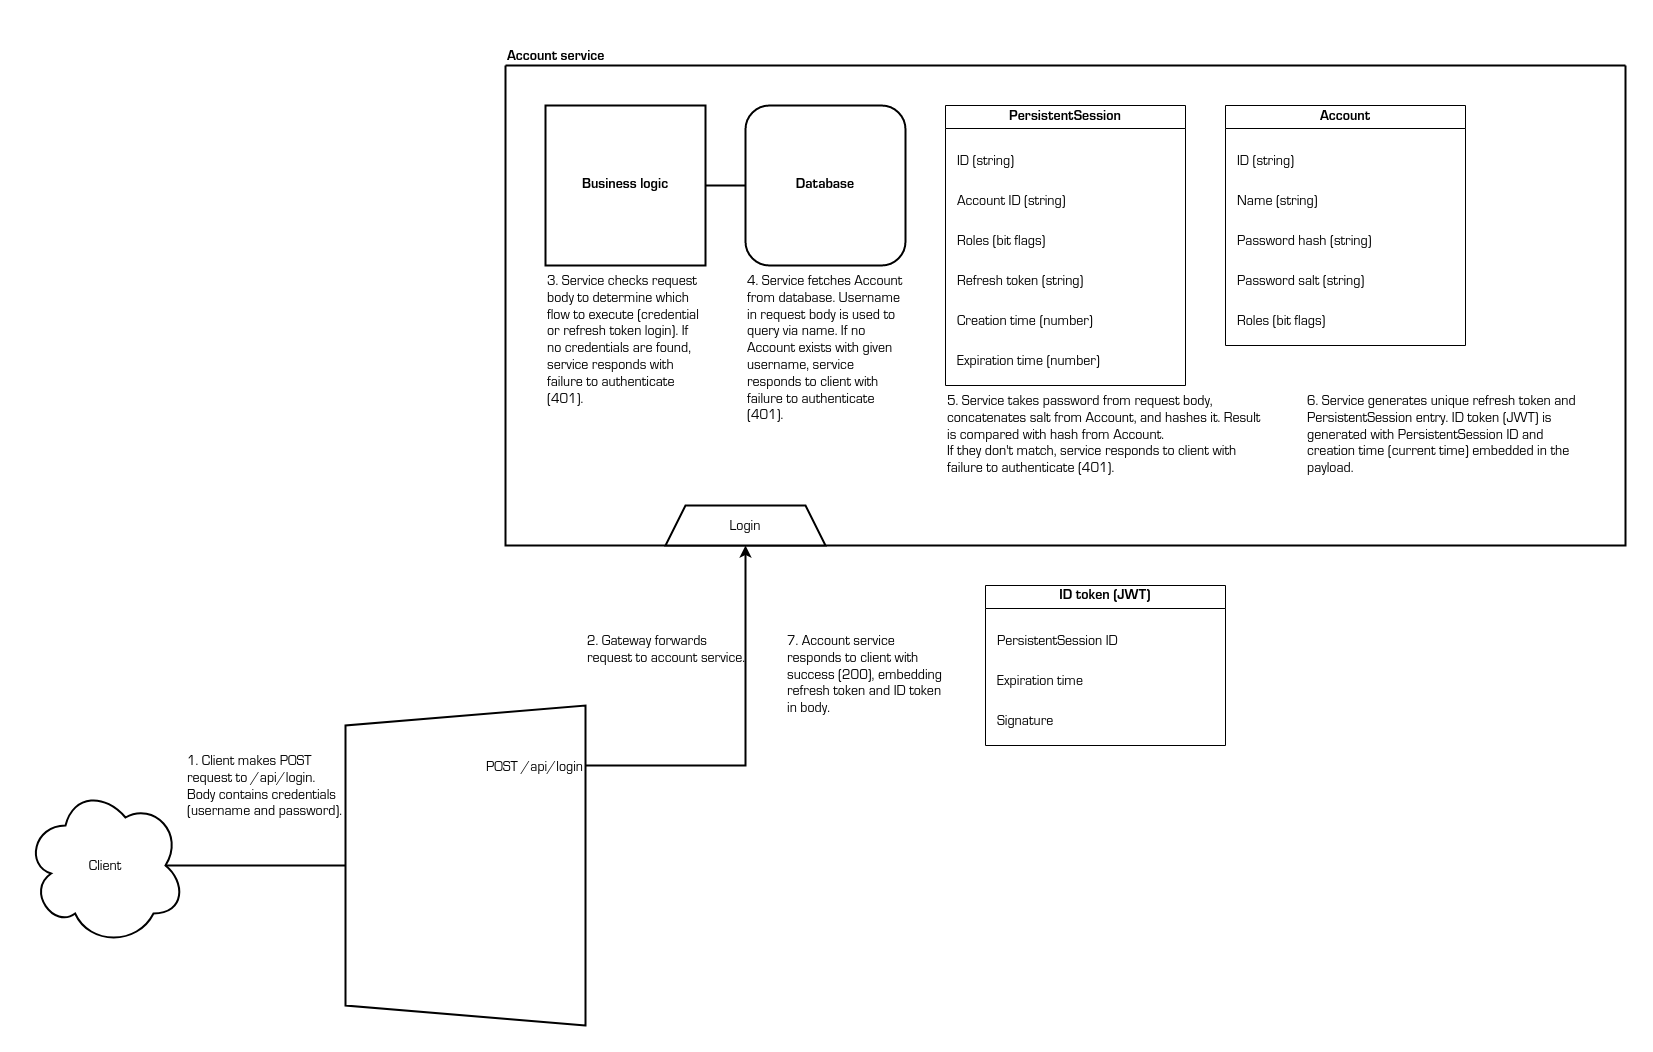 Account service
Business logic
Database
PersistentSession
ID (string)
Account ID (string)
Roles (bit flags)
Refresh token (string)
Creation time (number)
Expiration time (number)
Account
ID (string)
Name (string)
Password hash (string)
Password salt (string)
Roles (bit flags)
3. Service checks request
body to determine which
flow to execute (credential
or refresh token login). If
no credentials are found,
service responds with
failure to authenticate
(401).
4. Service fetches Account
from database. Username
in request body is used to
query via name. If no
Account exists with given
username, service
responds to client with
failure to authenticate
(401).
5. Service takes password from request body,
concatenates salt from Account, and hashes it. Result
is compared with hash from Account.
If they don't match, service responds to client with
failure to authenticate (401).
6. Service generates unique refresh token and
PersistentSession entry. ID token (JWT) is
generated with PersistentSession ID and
creation time (current time) embedded in the
payload.
Login
2. Gateway forwards
request to account service.
7. Account service
responds to client with
success (200), embedding
refresh token and ID token
in body.
ID token (JWT)
PersistentSession ID
Expiration time
Signature
1. Client makes POST
request to /api/login.
Body contains credentials
(username and password).
POST /api/login
Client